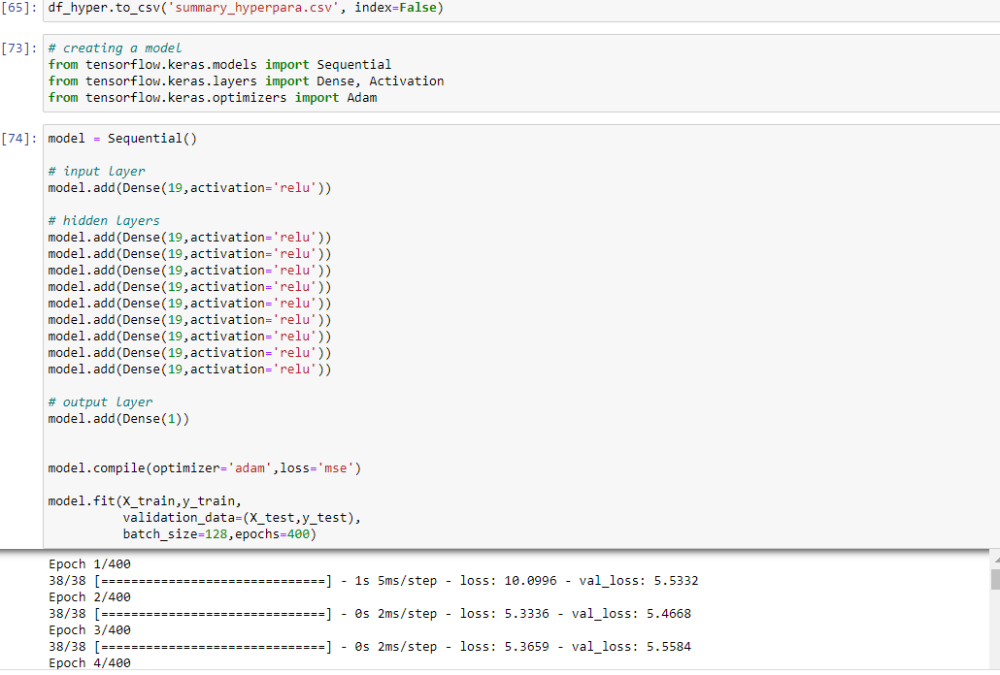 [65]: df_hyper.to_csv('summary_hyperpara.csv', index=False)
[73]: # creating a model
from tensorflow.keras.models import Sequential
from tensorflow.keras.layers import Dense, Activation
from tensorflow.keras.optimizers import Adam
[74]: model = Sequential()
# input layer
model.add(Dense(19,activation='relu'))
# hidden layers
model.add(Dense(19,activation='relu'))
model.add(Dense(19,activation='relu'))
model.add(Dense(19,activation='relu'))
model.add(Dense(19,activation='relu'))
model.add(Dense(19,activation='relu'))
model.add(Dense(19,activation='relu'))
model.add(Dense(19,activation='relu'))
model.add(Dense(19,activation='relu'))
model.add(Dense(19,activation='relu'))
# output layer
model.add(Dense(1))
model.compile(optimizer='adam',loss='mse')
model.fit(X_train,y_train,
validation_data=(X_test,y_test),
batch_size=128,epochs=400)
Epoch 1/400
38/38 [==============================] - 1s 5ms/step - loss: 10.0996 - val_loss: 5.5332
Epoch 2/400
38/38 [==============================] - 0s 2ms/step - loss: 5.3336 - val_loss: 5.4668
Epoch 3/400
38/38 [==============================] - 0s 2ms/step - loss: 5.3659 - val_loss: 5.5584
Epoch 4/400